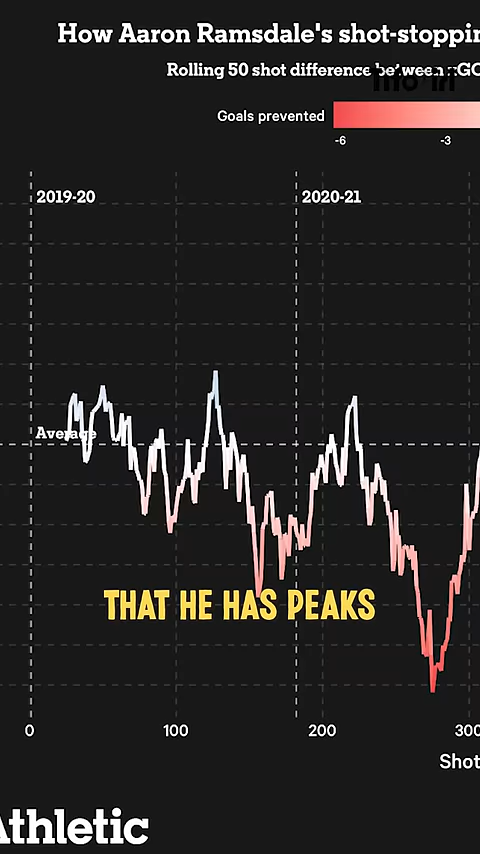 How Aaron Ramsdale's shot-stoppin
Rolling 50 shot difference between xG
Goals prevented
-6 -3
2019-20 2020-21
Average
THAT HE HAS PEAKS
0 100 200 300
Shot
Athletic